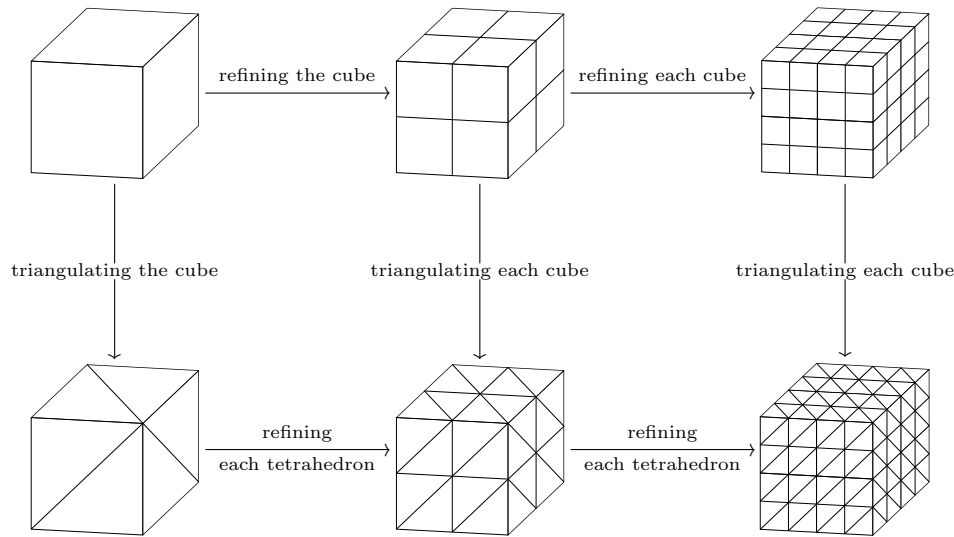 refining the cube
refining each cube
triangulating the cube
triangulating each cube
triangulating each cube
refining
each tetrahedron
refining
each tetrahedron